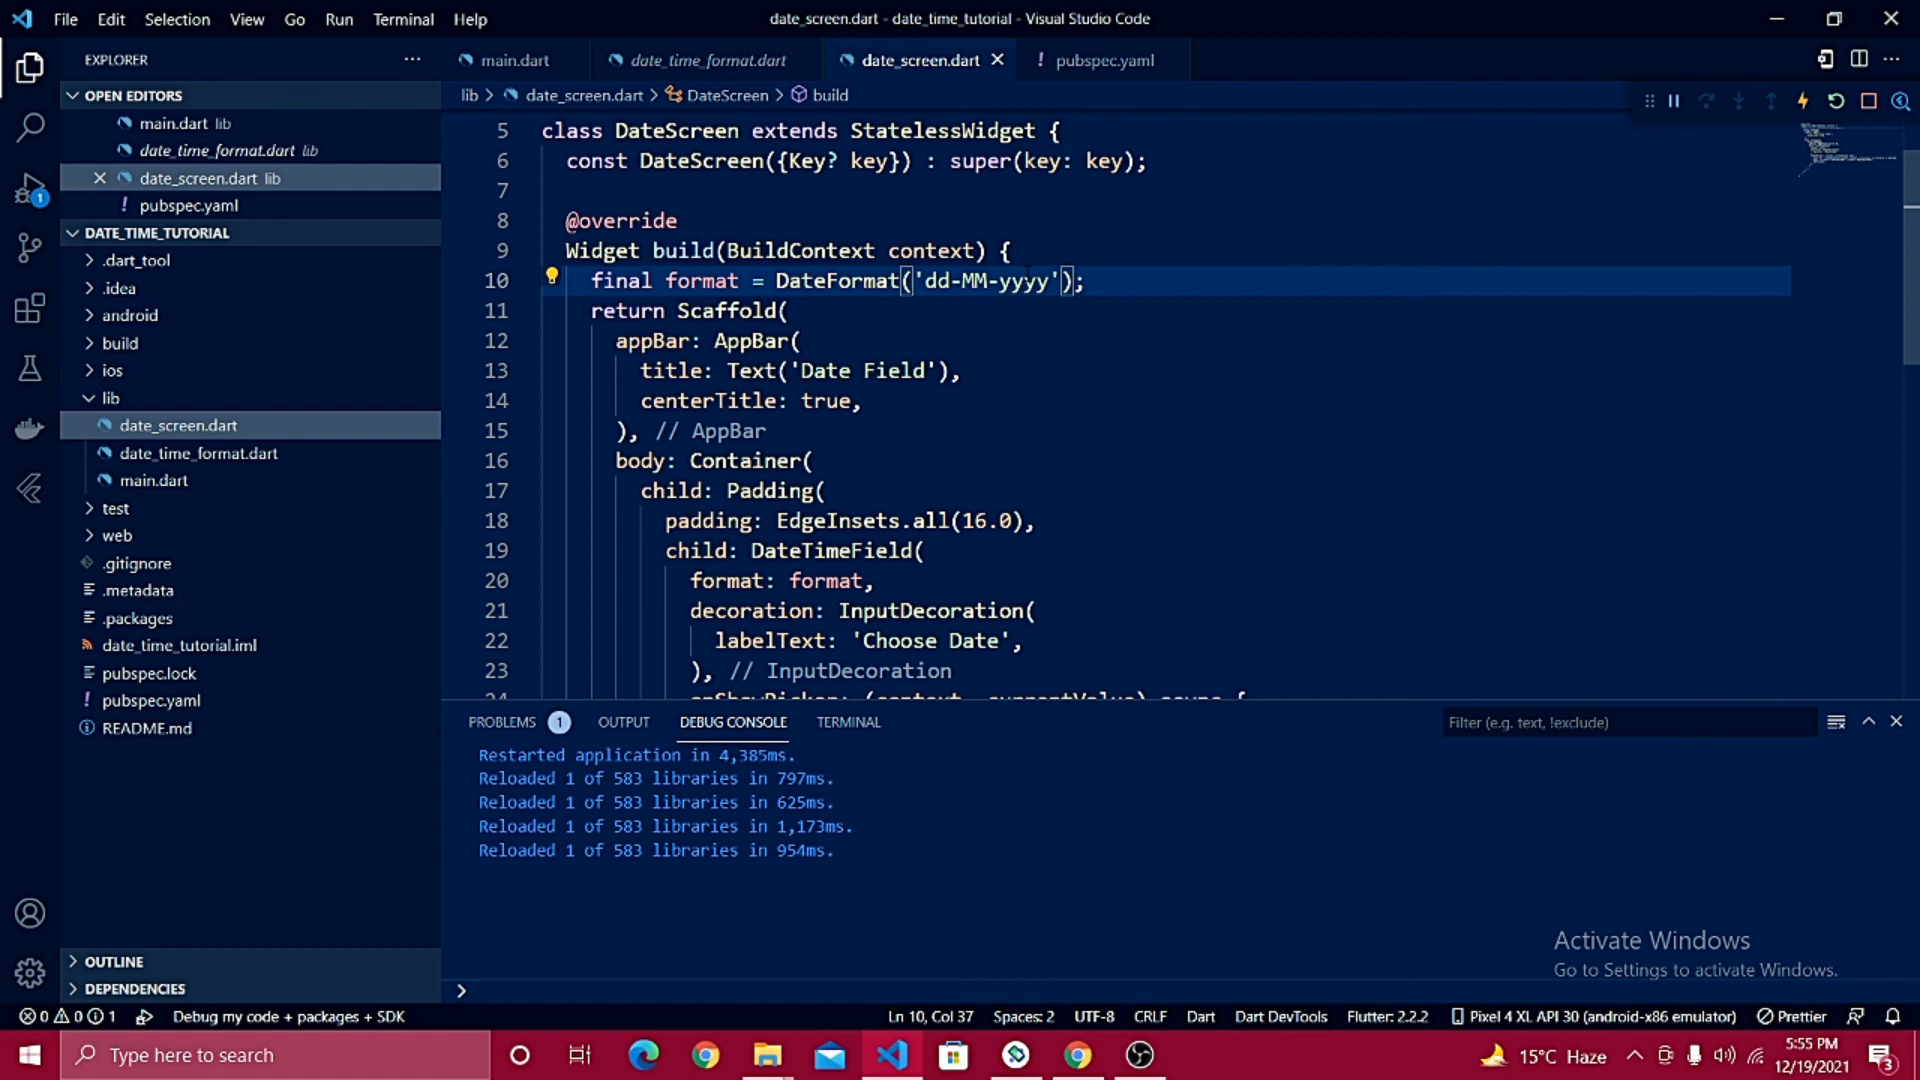 File Edit Selection View Go Run Terminal Help
date_screen.dart - date_time_tutorial - Visual Studio Code
EXPLORER
OPEN EDITORS
main.dart lib
date_time_format.dart lib
date_screen.dart lib
pubspec.yaml
DATE_TIME_TUTORIAL
.dart_tool
.idea
android
build
ios
lib
date_screen.dart
date_time_format.dart
main.dart
test
web
.gitignore
.metadata
.packages
date_time_tutorial.iml
pubspec.lock
pubspec.yaml
README.md
OUTLINE
DEPENDENCIES
main.dart date_time_format.dart date_screen.dart pubspec.yaml
lib > date_screen.dart > DateScreen > build
5 class DateScreen extends StatelessWidget {
6 const DateScreen({Key? key}) : super(key: key);
7
8 @override
9 Widget build(BuildContext context) {
10 final format = DateFormat('dd-MM-yyyy');
11 return Scaffold(
12 appBar: AppBar(
13 title: Text('Date Field'),
14 centerTitle: true,
15 ), // AppBar
16 body: Container(
17 child: Padding(
18 padding: EdgeInsets.all(16.0),
19 child: DateTimeField(
20 format: format,
21 decoration: InputDecoration(
22 labelText: 'Choose Date',
23 ), // InputDecoration
24 onShowPicker: (context, currentValue) async {
PROBLEMS 1 OUTPUT DEBUG CONSOLE TERMINAL
Filter (e.g. text, !exclude)
Restarted application in 4,385ms.
Reloaded 1 of 583 libraries in 797ms.
Reloaded 1 of 583 libraries in 625ms.
Reloaded 1 of 583 libraries in 1,173ms.
Reloaded 1 of 583 libraries in 954ms.
Activate Windows
Go to Settings to activate Windows.
0 0 1 Debug my code + packages + SDK
Ln 10, Col 37 Spaces: 2 UTF-8 CRLF Dart Dart DevTools Flutter: 2.2.2 Pixel 4 XL API 30 (android-x86 emulator) Prettier
Type here to search
15°C Haze
5:55 PM
12/19/2021
3
1